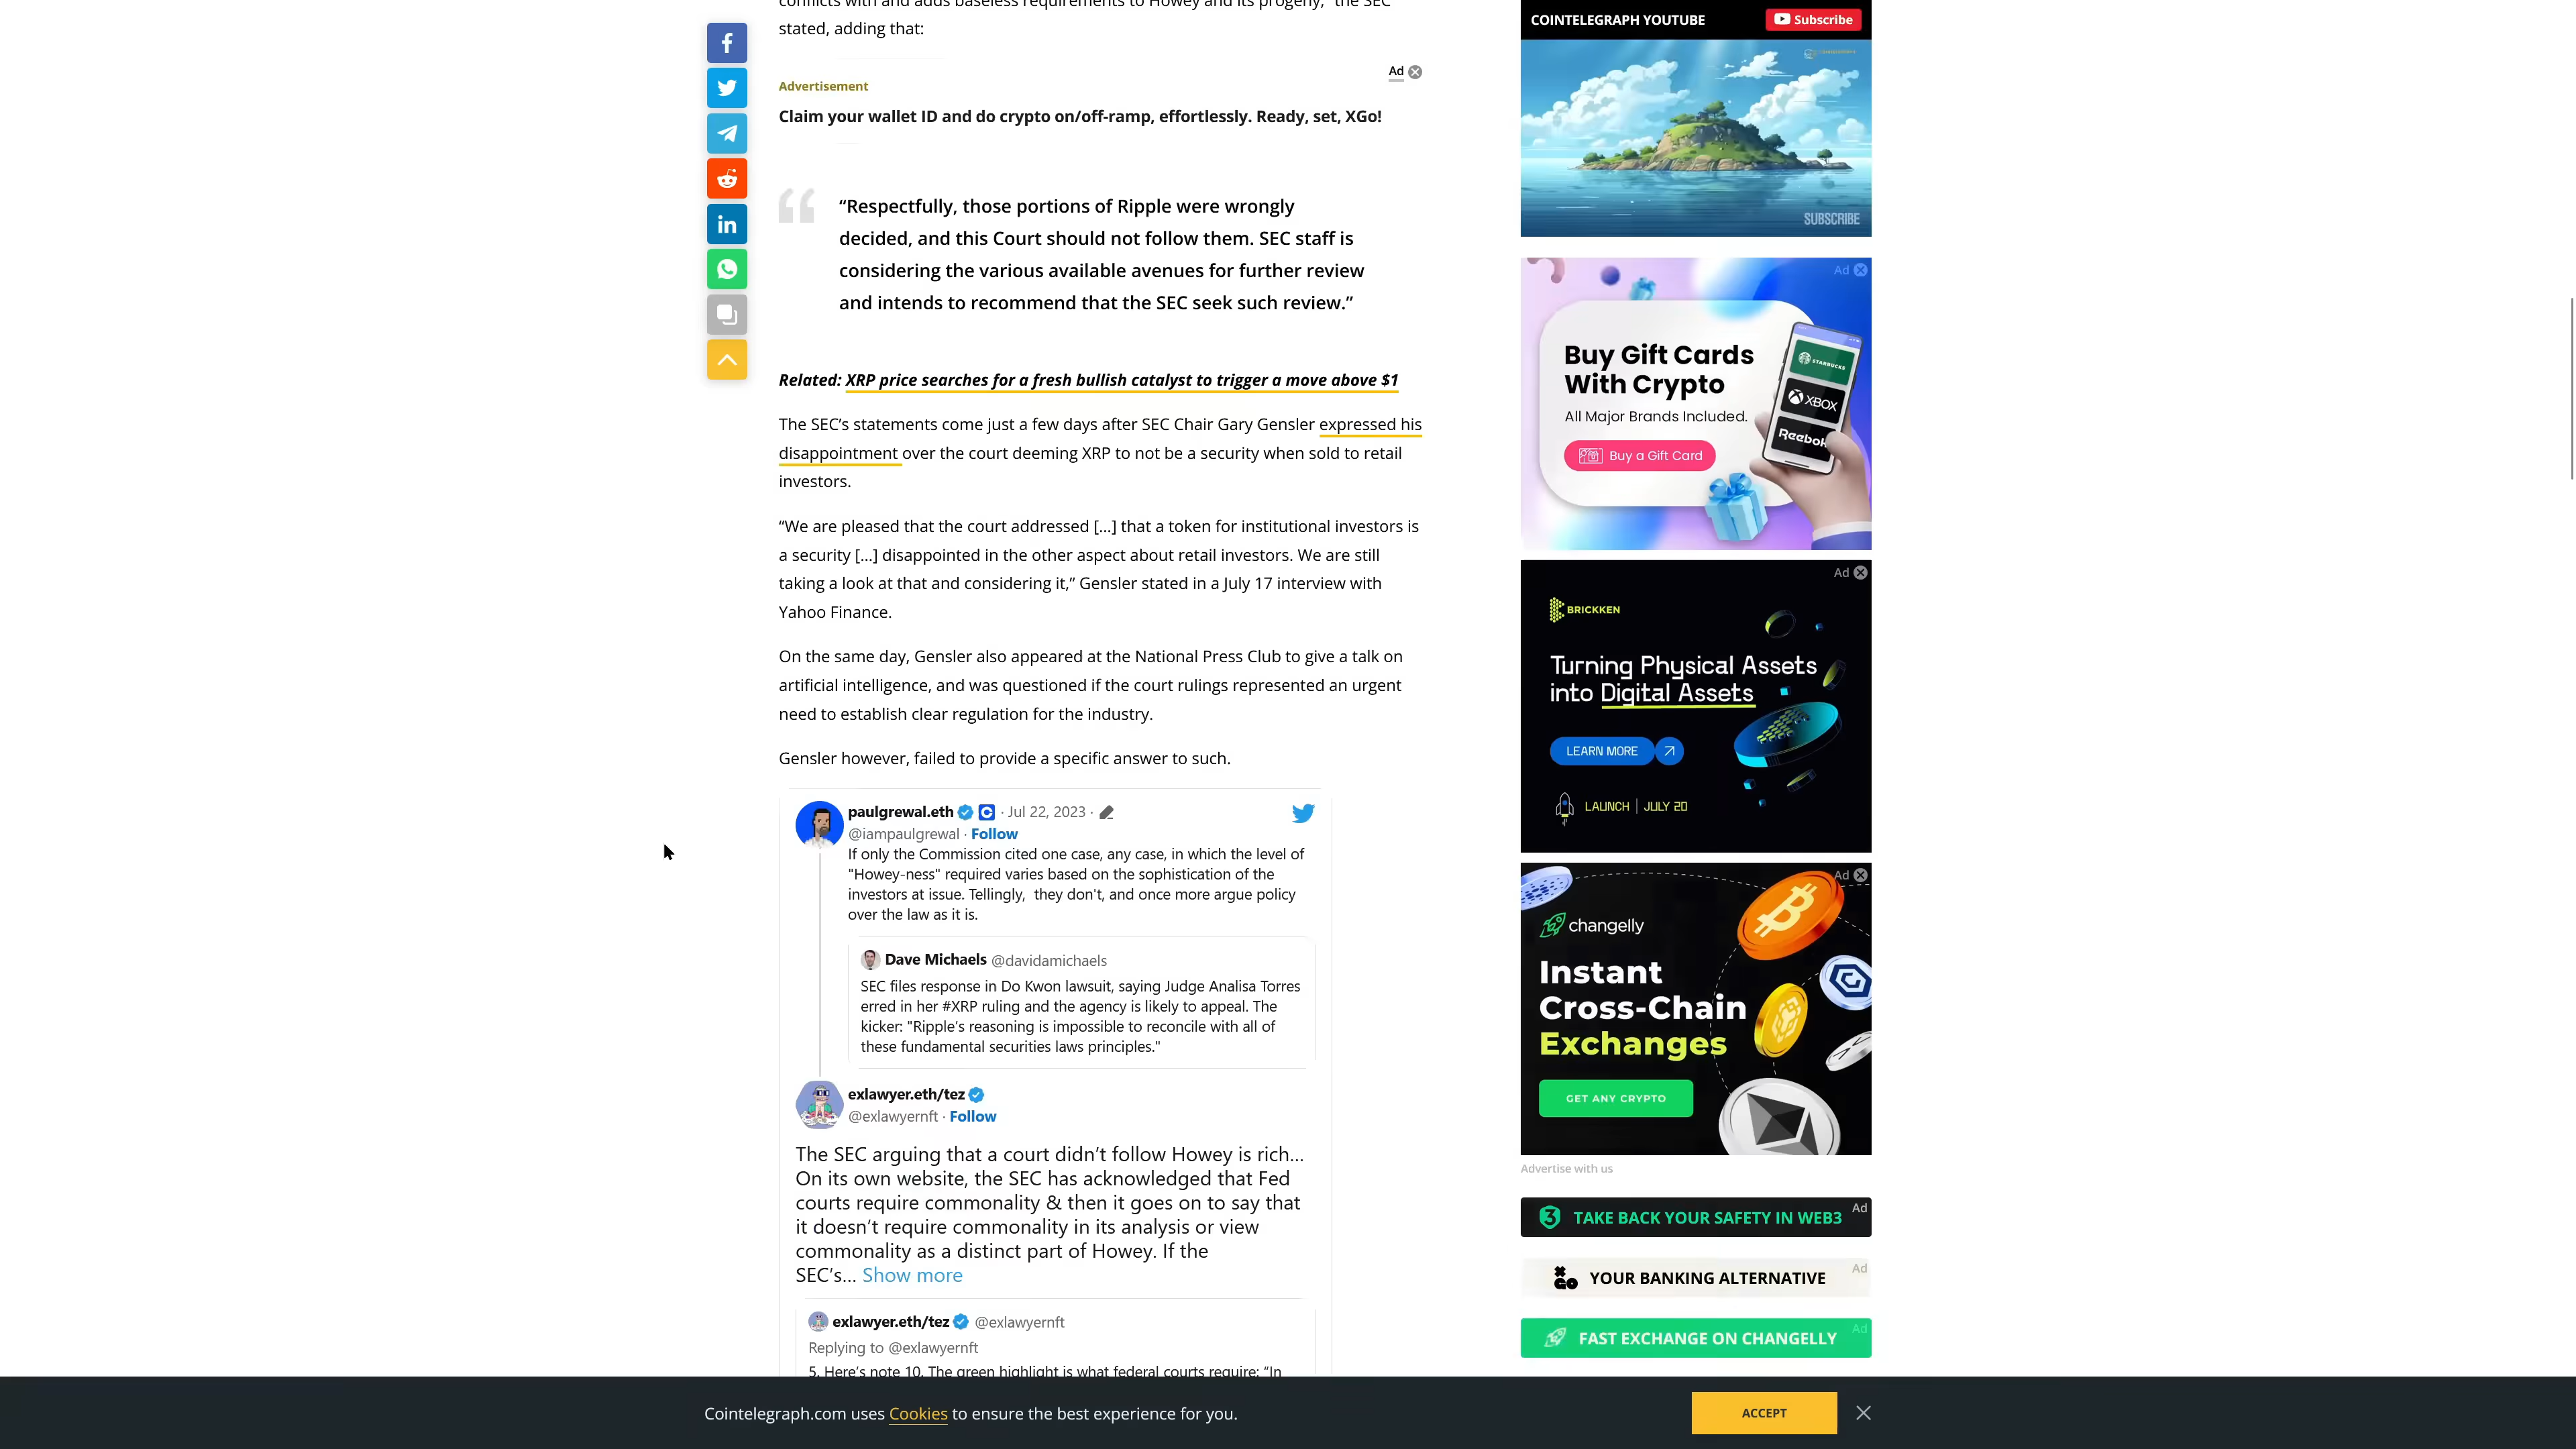 conflicts with and adds baseless requirements to Howey and its progeny,” the SEC
stated, adding that:
Ad
Advertisement
Claim your wallet ID and do crypto on/off-ramp, effortlessly. Ready, set, XGo!
“Respectfully, those portions of Ripple were wrongly
decided, and this Court should not follow them. SEC staff is
considering the various available avenues for further review
and intends to recommend that the SEC seek such review.”
Related: XRP price searches for a fresh bullish catalyst to trigger a move above $1
The SEC’s statements come just a few days after SEC Chair Gary Gensler expressed his
disappointment over the court deeming XRP to not be a security when sold to retail
investors.
“We are pleased that the court addressed [...] that a token for institutional investors is
a security [...] disappointed in the other aspect about retail investors. We are still
taking a look at that and considering it,” Gensler stated in a July 17 interview with
Yahoo Finance.
On the same day, Gensler also appeared at the National Press Club to give a talk on
artificial intelligence, and was questioned if the court rulings represented an urgent
need to establish clear regulation for the industry.
Gensler however, failed to provide a specific answer to such.
paulgrewal.eth · Jul 22, 2023 ·
@iampaulgrewal · Follow
If only the Commission cited one case, any case, in which the level of
"Howey-ness" required varies based on the sophistication of the
investors at issue. Tellingly, they don't, and once more argue policy
over the law as it is.
Dave Michaels @davidamichaels
SEC files response in Do Kwon lawsuit, saying Judge Analisa Torres
erred in her #XRP ruling and the agency is likely to appeal. The
kicker: "Ripple’s reasoning is impossible to reconcile with all of
these fundamental securities laws principles."
exlawyer.eth/tez
@exlawyernft · Follow
The SEC arguing that a court didn’t follow Howey is rich...
On its own website, the SEC has acknowledged that Fed
courts require commonality & then it goes on to say that
it doesn’t require commonality in its analysis or view
commonality as a distinct part of Howey. If the
SEC’s... Show more
exlawyer.eth/tez @exlawyernft
Replying to @exlawyernft
5. Here’s note 10. The green highlight is what federal courts require: “In
COINTELEGRAPH YOUTUBE
Subscribe
SUBSCRIBE
Ad
Buy Gift Cards
With Crypto
All Major Brands Included.
Buy a Gift Card
STARBUCKS
XBOX
Reebok
Ad
BRICKKEN
Turning Physical Assets
into Digital Assets
LEARN MORE
LAUNCH | JULY 20
Ad
changelly
Instant
Cross-Chain
Exchanges
GET ANY CRYPTO
Advertise with us
TAKE BACK YOUR SAFETY IN WEB3
Ad
YOUR BANKING ALTERNATIVE
Ad
FAST EXCHANGE ON CHANGELLY
Ad
Cointelegraph.com uses Cookies to ensure the best experience for you.
ACCEPT